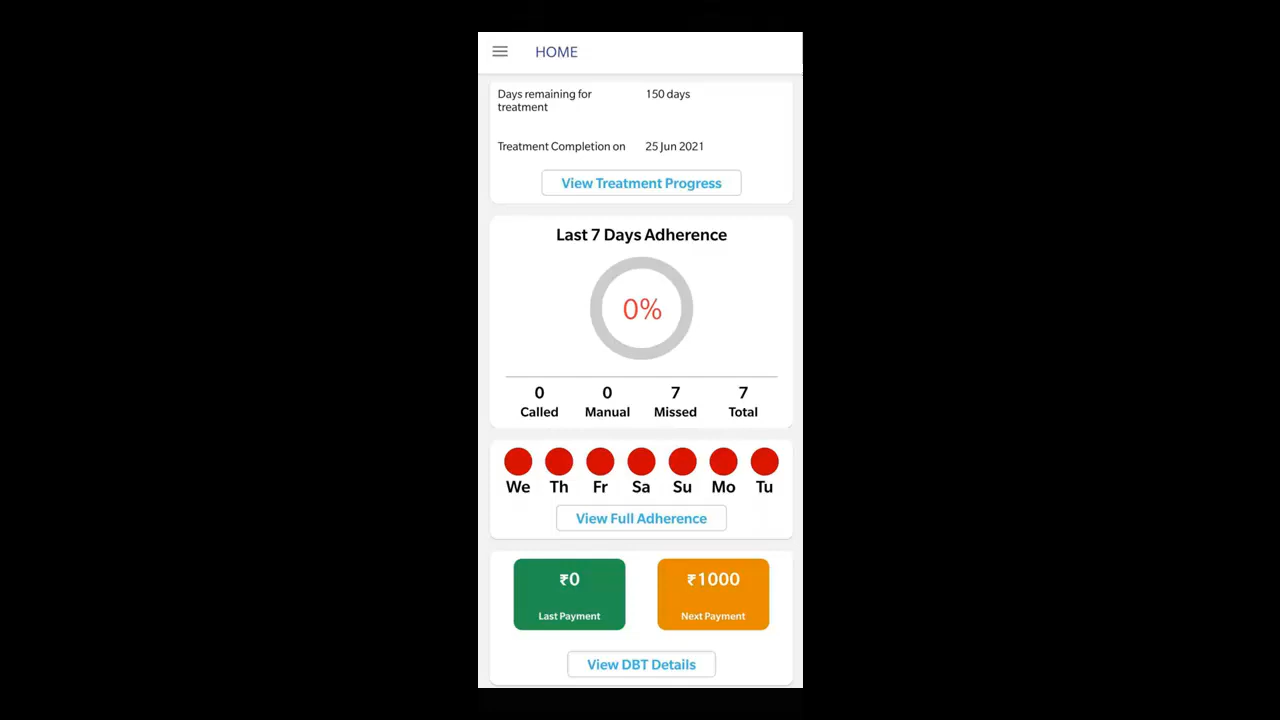 HOME
Days remaining for 150 days
treatment
Treatment Completion on 25 Jun 2021
View Treatment Progress
Last 7 Days Adherence
0%
0 0 7 7
Called Manual Missed Total
We Th Fr Sa Su Mo Tu
View Full Adherence
₹0 ₹1000
Last Payment Next Payment
View DBT Details